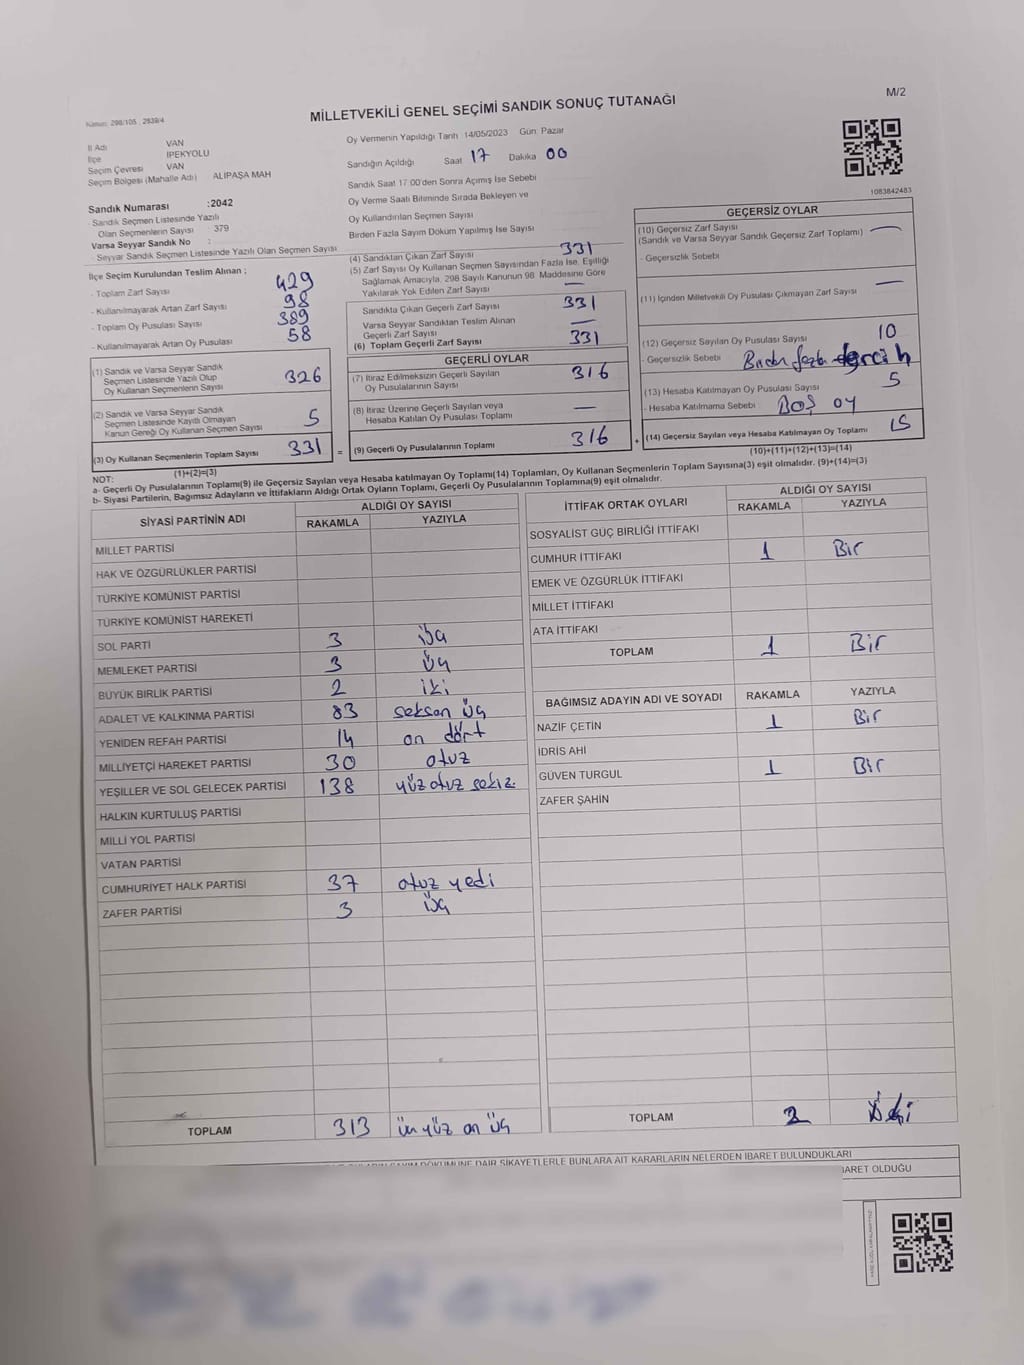 Kanun: 298/105 , 2839/4
MİLLETVEKİLİ GENEL SEÇİMİ SANDIK SONUÇ TUTANAĞI
M/2
İl Adı VAN
İlçe İPEKYOLU
Seçim Çevresi VAN
Seçim Bölgesi (Mahalle Adı) ALİPAŞA MAH
Oy Vermenin Yapıldığı Tarih 14/05/2023 Gün Pazar
Sandığın Açıldığı Saat 17 Dakika 00
Sandık Saat 17:00'den Sonra Açılmış İse Sebebi
Oy Verme Saati Bitiminde Sırada Bekleyen ve
Oy Kullandırılan Seçmen Sayısı
Birden Fazla Sayım Döküm Yapılmış İse Sayısı
1083842483
Sandık Numarası :2042
- Sandık Seçmen Listesinde Yazılı
Olan Seçmenlerin Sayısı : 379
Varsa Seyyar Sandık No :
- Seyyar Sandık Seçmen Listesinde Yazılı Olan Seçmen Sayısı
İlçe Seçim Kurulundan Teslim Alınan ;
- Toplam Zarf Sayısı 429
- Kullanılmayarak Artan Zarf Sayısı 98
- Toplam Oy Pusulası Sayısı 389
- Kullanılmayarak Artan Oy Pusulası 58
(1) Sandık ve Varsa Seyyar Sandık
Seçmen Listesinde Yazılı Olup
Oy Kullanan Seçmenlerin Sayısı 326
(2) Sandık ve Varsa Seyyar Sandık
Seçmen Listesinde Kayıtlı Olmayan
Kanun Gereği Oy Kullanan Seçmen Sayısı 5
(3) Oy Kullanan Seçmenlerin Toplam Sayısı 331
(1)+(2)=(3)
(4) Sandıktan Çıkan Zarf Sayısı 331
(5) Zarf Sayısı Oy Kullanan Seçmen Sayısından Fazla İse, Eşitliği
Sağlamak Amacıyla, 298 Sayılı Kanunun 98. Maddesine Göre
Yakılarak Yok Edilen Zarf Sayısı —
Sandıkta Çıkan Geçerli Zarf Sayısı 331
Varsa Seyyar Sandıktan Teslim Alınan
Geçerli Zarf Sayısı —
(6) Toplam Geçerli Zarf Sayısı 331
GEÇERLİ OYLAR
(7) İtiraz Edilmeksizin Geçerli Sayılan
Oy Pusulalarının Sayısı 316
(8) İtiraz Üzerine Geçerli Sayılan veya
Hesaba Katılan Oy Pusulası Toplamı —
= (9) Geçerli Oy Pusulalarının Toplamı 316 +
GEÇERSİZ OYLAR
(10) Geçersiz Zarf Sayısı —
(Sandık ve Varsa Seyyar Sandık Geçersiz Zarf Toplamı)
- Geçersizlik Sebebi
(11) İçinden Milletvekili Oy Pusulası Çıkmayan Zarf Sayısı —
(12) Geçersiz Sayılan Oy Pusulası Sayısı 10
- Geçersizlik Sebebi
(13) Hesaba Katılmayan Oy Pusulası Sayısı 5
- Hesaba Katılmama Sebebi Boş oy
(14) Geçersiz Sayılan veya Hesaba Katılmayan Oy Toplamı 15
(10)+(11)+(12)+(13)=(14)
NOT:
a- Geçerli Oy Pusulalarının Toplamı(9) ile Geçersiz Sayılan veya Hesaba katılmayan Oy Toplamı(14) Toplamları, Oy Kullanan Seçmenlerin Toplam Sayısına(3) eşit olmalıdır. (9)+(14)=(3)
b- Siyasi Partilerin, Bağımsız Adayların ve İttifakların Aldığı Ortak Oyların Toplamı, Geçerli Oy Pusulalarının Toplamına(9) eşit olmalıdır.
SİYASİ PARTİNİN ADI ALDIĞI OY SAYISI
RAKAMLA YAZIYLA
MİLLET PARTİSİ
HAK VE ÖZGÜRLÜKLER PARTİSİ
TÜRKİYE KOMÜNİST PARTİSİ
TÜRKİYE KOMÜNİST HAREKETİ
SOL PARTİ 3 üç
MEMLEKET PARTİSİ 3 üç
BÜYÜK BİRLİK PARTİSİ 2 iki
ADALET VE KALKINMA PARTİSİ 83 seksan üç
YENİDEN REFAH PARTİSİ 14 on dört
MİLLİYETÇİ HAREKET PARTİSİ 30 otuz
YEŞİLLER VE SOL GELECEK PARTİSİ 138 yüz otuz sekiz
HALKIN KURTULUŞ PARTİSİ
MİLLİ YOL PARTİSİ
VATAN PARTİSİ
CUMHURİYET HALK PARTİSİ 37 otuz yedi
ZAFER PARTİSİ 3 üç
TOPLAM 313 üç yüz on üç
İTTİFAK ORTAK OYLARI ALDIĞI OY SAYISI
RAKAMLA YAZIYLA
SOSYALİST GÜÇ BİRLİĞİ İTTİFAKI
CUMHUR İTTİFAKI 1 Bir
EMEK VE ÖZGÜRLÜK İTTİFAKI
MİLLET İTTİFAKI
ATA İTTİFAKI
TOPLAM 1 Bir
BAĞIMSIZ ADAYIN ADI VE SOYADI RAKAMLA YAZIYLA
NAZİF ÇETİN 1 Bir
İDRİS AHİ
GÜVEN TURGUL 1 Bir
ZAFER ŞAHİN
TOPLAM 2 iki
DÖKÜMÜNE DAİR ŞİKAYETLERLE BUNLARA AİT KARARLARIN NELERDEN İBARET BULUNDUKLARI
İBARET OLDUĞU